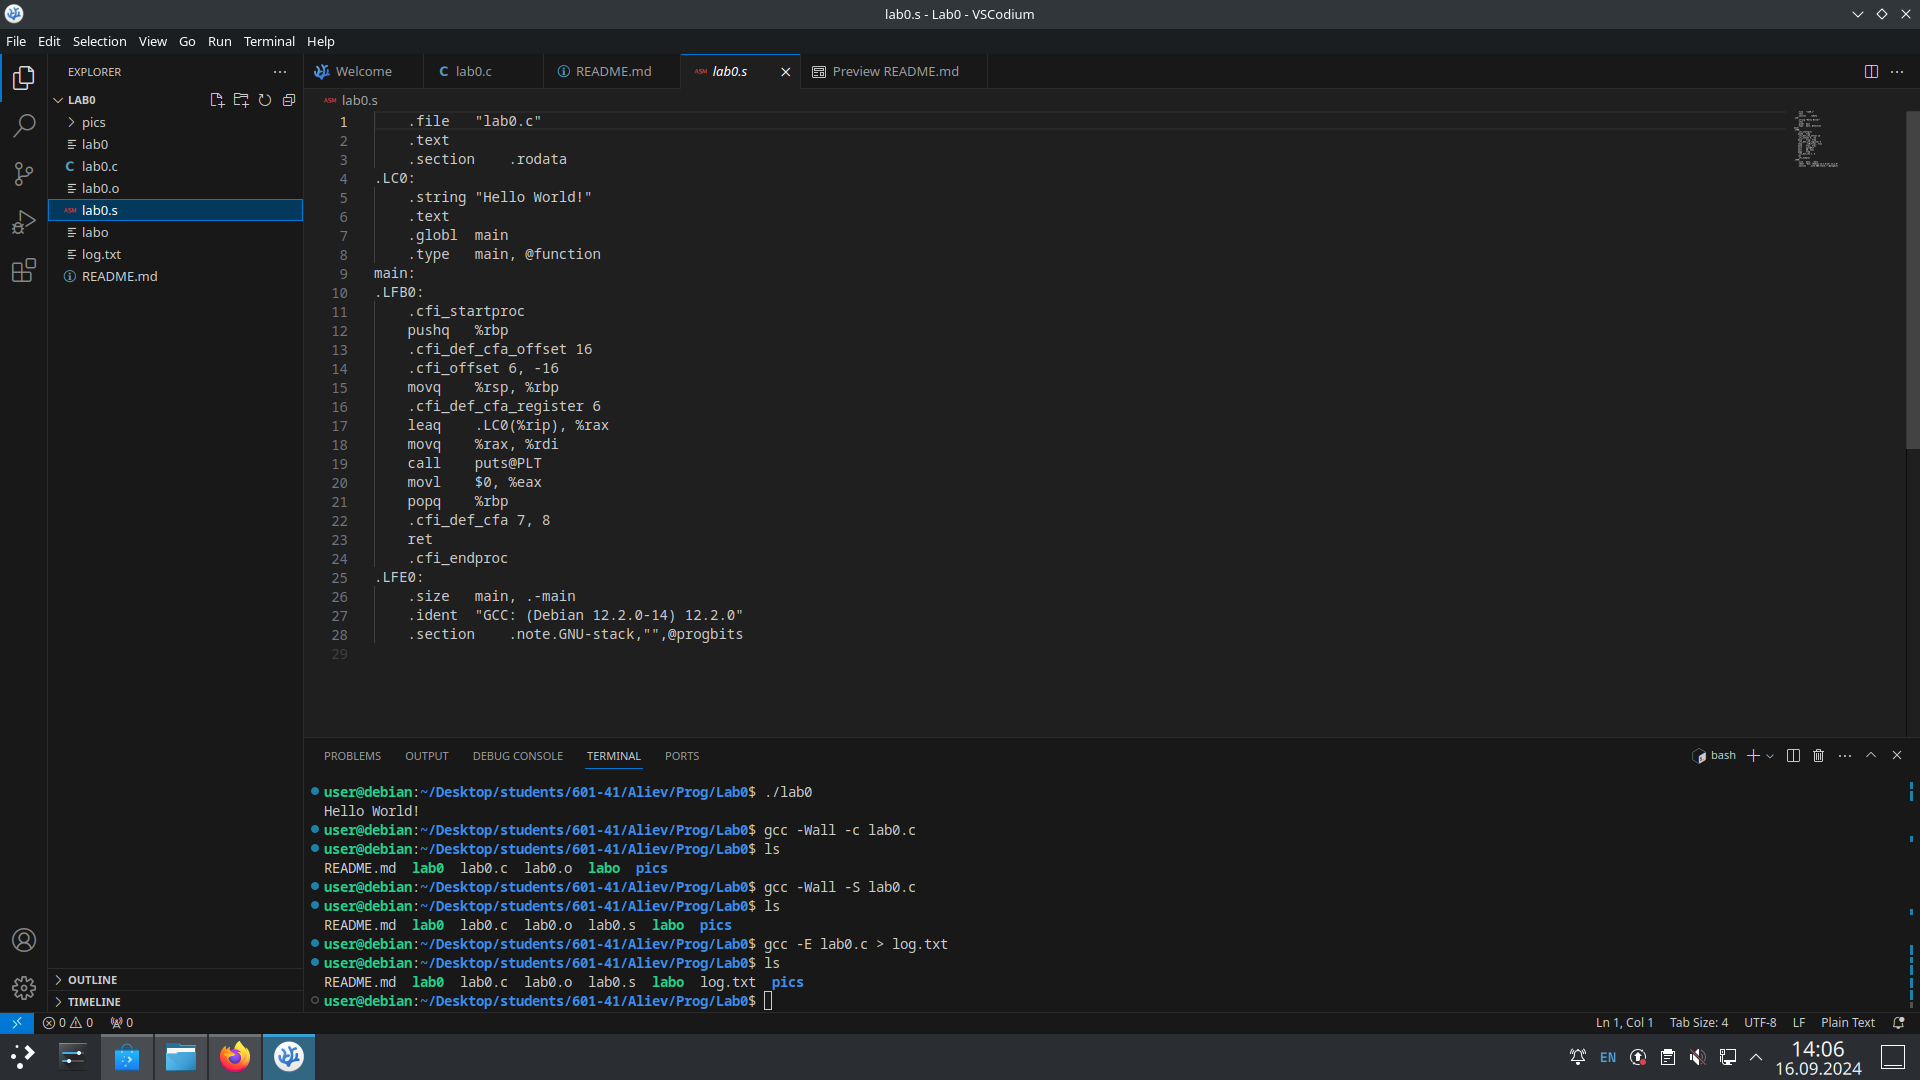 lab0.s - Lab0 - VSCodium
File Edit Selection View Go Run Terminal Help
EXPLORER
Welcome
C lab0.c
README.md
ASM lab0.s
Preview README.md
LAB0
pics
lab0
C lab0.c
lab0.o
ASM lab0.s
labo
log.txt
README.md
OUTLINE
TIMELINE
ASM lab0.s
1 .file "lab0.c"
2 .text
3 .section .rodata
4 .LC0:
5 .string "Hello World!"
6 .text
7 .globl main
8 .type main, @function
9 main:
10 .LFB0:
11 .cfi_startproc
12 pushq %rbp
13 .cfi_def_cfa_offset 16
14 .cfi_offset 6, -16
15 movq %rsp, %rbp
16 .cfi_def_cfa_register 6
17 leaq .LC0(%rip), %rax
18 movq %rax, %rdi
19 call puts@PLT
20 movl $0, %eax
21 popq %rbp
22 .cfi_def_cfa 7, 8
23 ret
24 .cfi_endproc
25 .LFE0:
26 .size main, .-main
27 .ident "GCC: (Debian 12.2.0-14) 12.2.0"
28 .section .note.GNU-stack,"",@progbits
29
PROBLEMS OUTPUT DEBUG CONSOLE TERMINAL PORTS
bash
user@debian:~/Desktop/students/601-41/Aliev/Prog/Lab0$ ./lab0
Hello World!
user@debian:~/Desktop/students/601-41/Aliev/Prog/Lab0$ gcc -Wall -c lab0.c
user@debian:~/Desktop/students/601-41/Aliev/Prog/Lab0$ ls
README.md lab0 lab0.c lab0.o labo pics
user@debian:~/Desktop/students/601-41/Aliev/Prog/Lab0$ gcc -Wall -S lab0.c
user@debian:~/Desktop/students/601-41/Aliev/Prog/Lab0$ ls
README.md lab0 lab0.c lab0.o lab0.s labo pics
user@debian:~/Desktop/students/601-41/Aliev/Prog/Lab0$ gcc -E lab0.c > log.txt
user@debian:~/Desktop/students/601-41/Aliev/Prog/Lab0$ ls
README.md lab0 lab0.c lab0.o lab0.s labo log.txt pics
user@debian:~/Desktop/students/601-41/Aliev/Prog/Lab0$
0 0 0
Ln 1, Col 1 Tab Size: 4 UTF-8 LF Plain Text
EN
14:06
16.09.2024